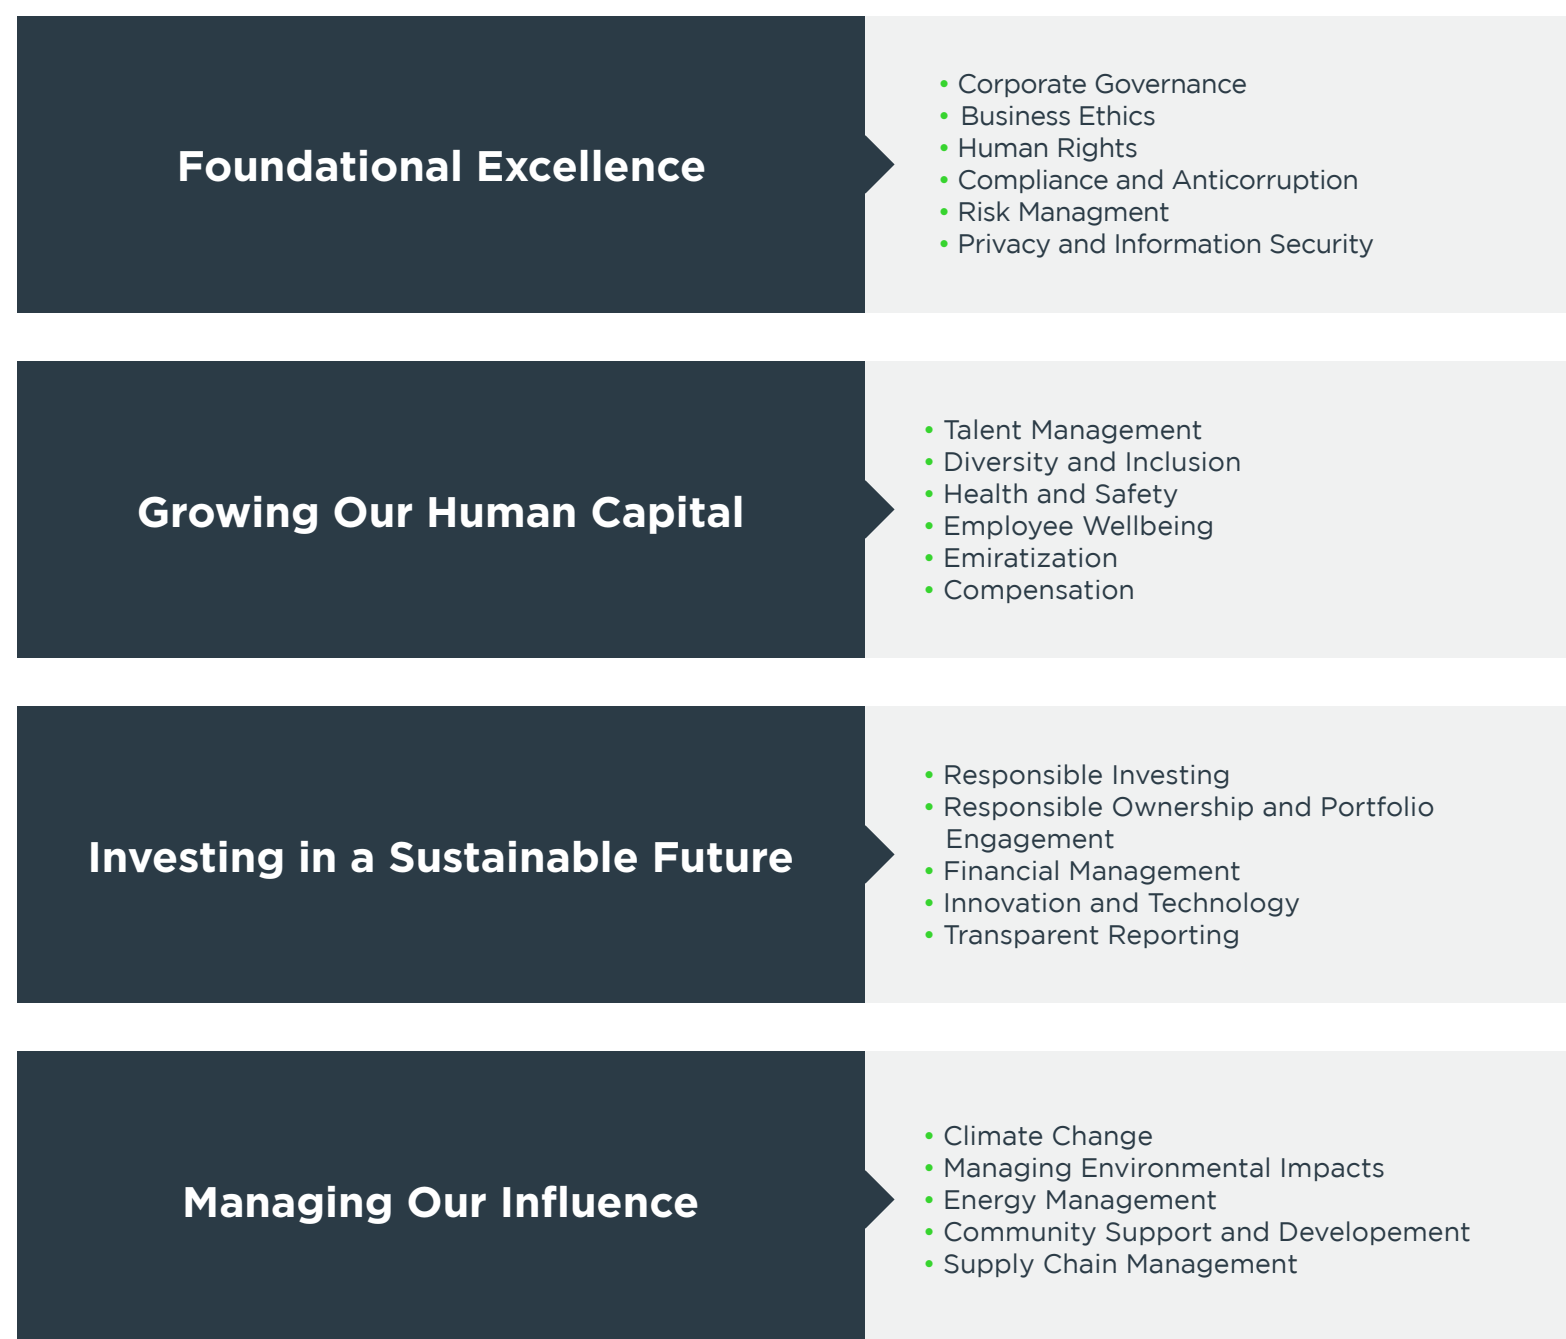 Foundational Excellence
• Corporate Governance
• Business Ethics
• Human Rights
• Compliance and Anticorruption
• Risk Managment
• Privacy and Information Security
Growing Our Human Capital
• Talent Management
• Diversity and Inclusion
• Health and Safety
• Employee Wellbeing
• Emiratization
• Compensation
Investing in a Sustainable Future
• Responsible Investing
• Responsible Ownership and Portfolio
Engagement
• Financial Management
• Innovation and Technology
• Transparent Reporting
Managing Our Influence
• Climate Change
• Managing Environmental Impacts
• Energy Management
• Community Support and Developement
• Supply Chain Management